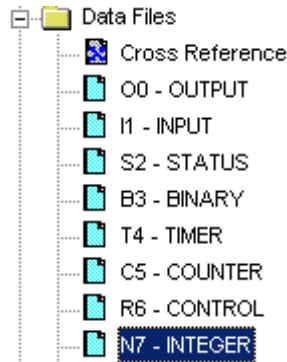 Data Files
Cross Reference
O0 - OUTPUT
I1 - INPUT
S2 - STATUS
B3 - BINARY
T4 - TIMER
C5 - COUNTER
R6 - CONTROL
N7 - INTEGER